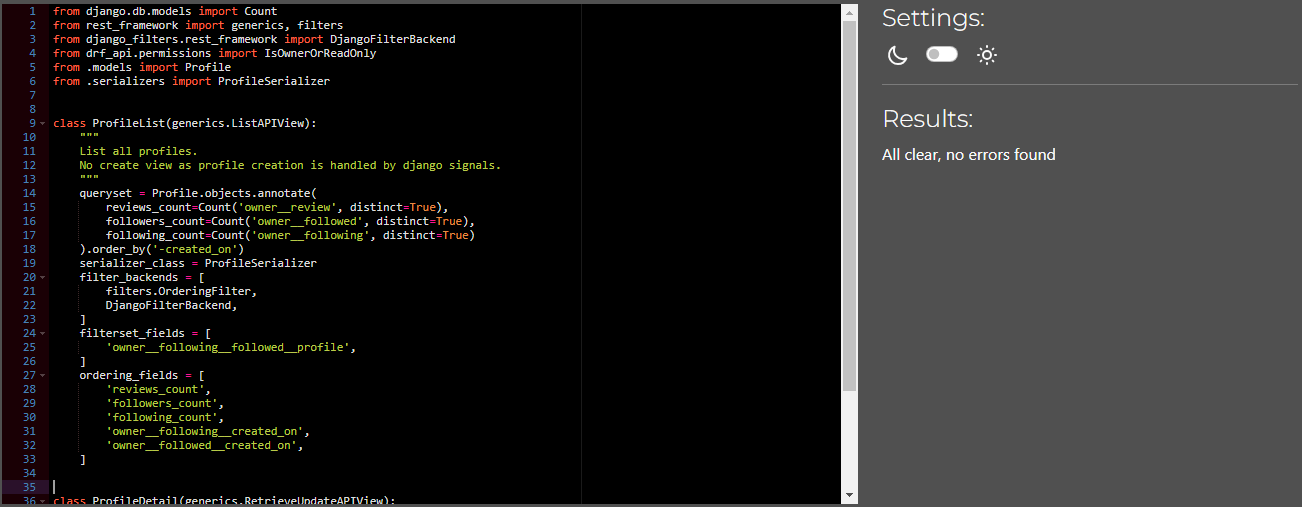 1 from django.db.models import Count
2 from rest_framework import generics, filters
3 from django_filters.rest_framework import DjangoFilterBackend
4 from drf_api.permissions import IsOwnerOrReadOnly
5 from .models import Profile
6 from .serializers import ProfileSerializer
7
8
9 class ProfileList(generics.ListAPIView):
10     """
11     List all profiles.
12     No create view as profile creation is handled by django signals.
13     """
14     queryset = Profile.objects.annotate(
15         reviews_count=Count('owner__review', distinct=True),
16         followers_count=Count('owner__followed', distinct=True),
17         following_count=Count('owner__following', distinct=True)
18     ).order_by('-created_on')
19     serializer_class = ProfileSerializer
20     filter_backends = [
21         filters.OrderingFilter,
22         DjangoFilterBackend,
23     ]
24     filterset_fields = [
25         'owner__following__followed__profile',
26     ]
27     ordering_fields = [
28         'reviews_count',
29         'followers_count',
30         'following_count',
31         'owner__following__created_on',
32         'owner__followed__created_on',
33     ]
34
35
36 class ProfileDetail(generics.RetrieveUpdateAPIView):
Settings:
Results:
All clear, no errors found